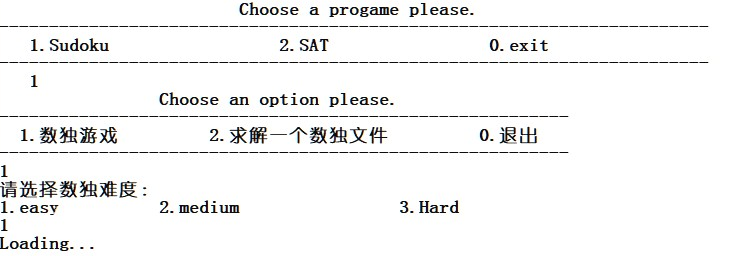 Choose a progame please.
-----------------------------------------------------------------------
1.Sudoku 2.SAT 0.exit
-----------------------------------------------------------------------
1
Choose an option please.
---------------------------------------------------------
1.数独游戏 2.求解一个数独文件 0.退出
---------------------------------------------------------
1
请选择数独难度:
1.easy 2.medium 3.Hard
1
Loading...